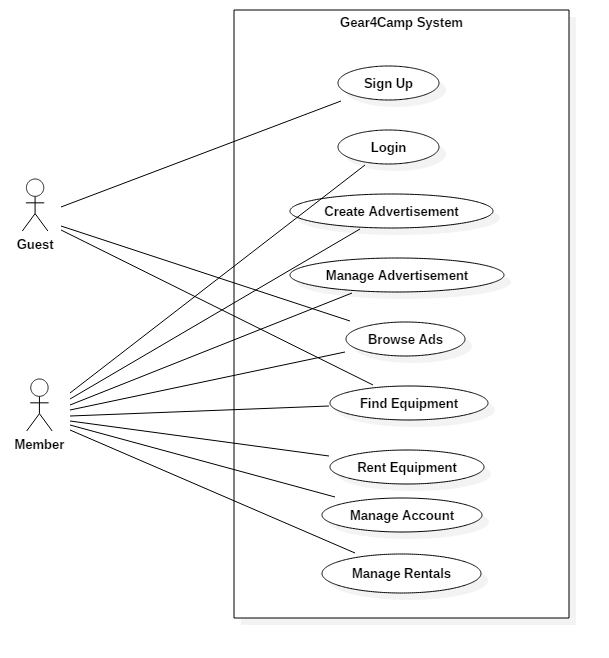 Gear4Camp System
Sign Up
Login
Guest
Create Advertisement
Manage Advertisement
Browse Ads
Find Equipment
Member
Rent Equipment
Manage Account
Manage Rentals